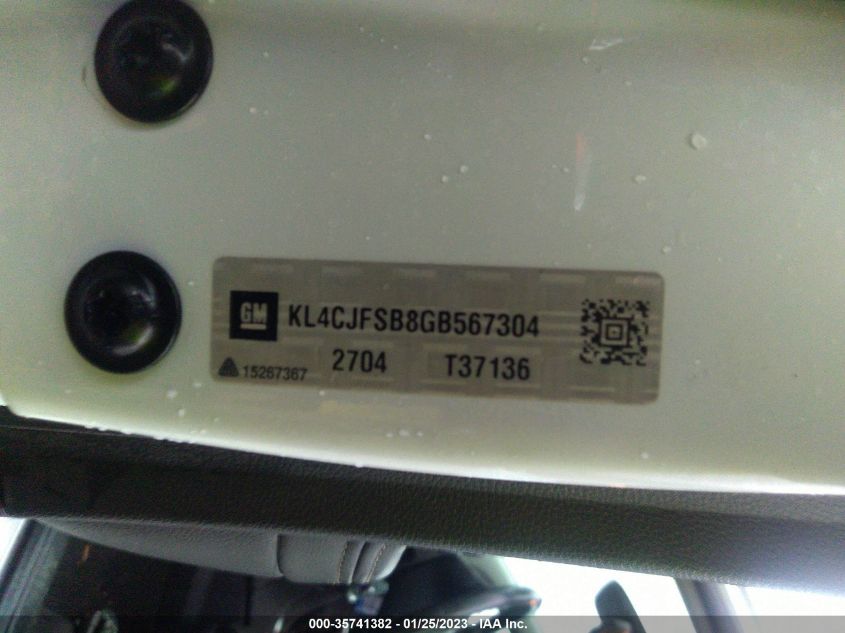 GM KL4CJFSB8GB567304
15267367 2704 T37136
000-35741382 - 01/25/2023 - IAA Inc.